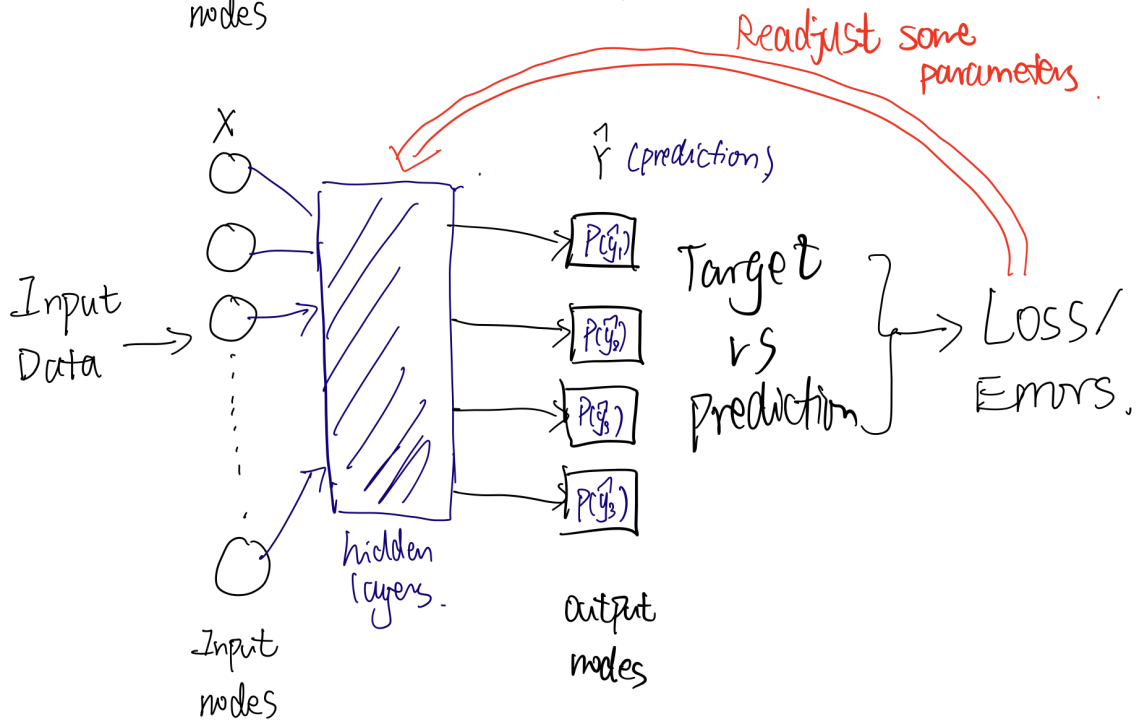 nodes
Readjust some
parameters.
X
Ŷ (prediction)
P(ŷ₁)
P(ŷ₂)
P(ŷ₃)
P(ŷ₃)
Input
Data
Target
vs
prediction
Loss/
Errors.
hidden
layers.
Input
nodes
output
nodes